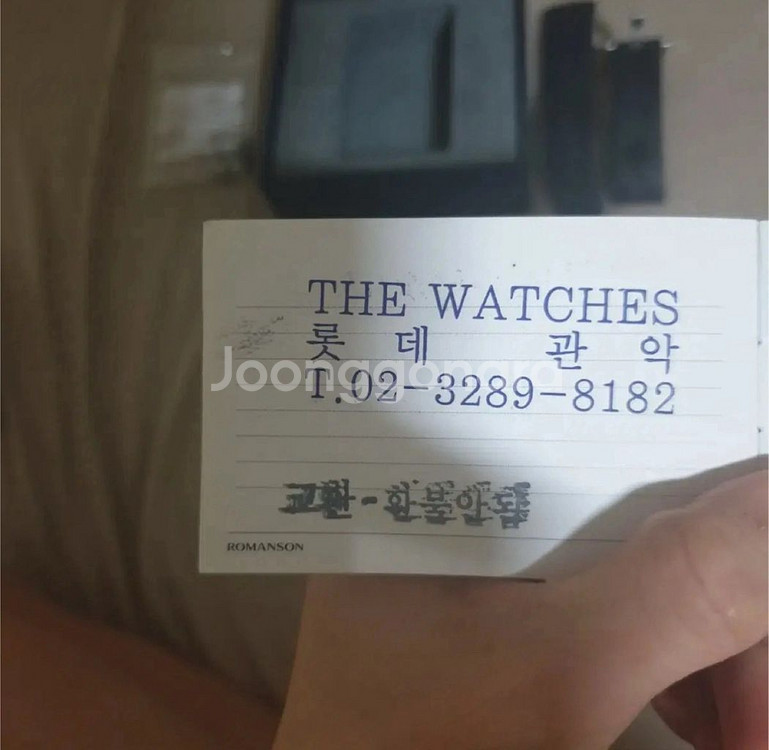 THE WATCHES
롯 데 관 악
Joonggonara
T.02-3289-8182
교환-환불안됨
ROMANSON